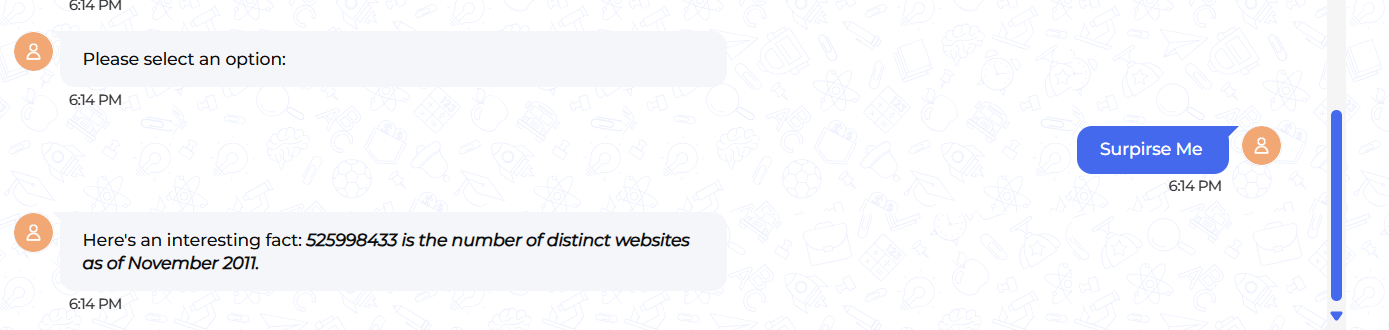 6:14 PM
Please select an option:
6:14 PM
Surpirse Me
6:14 PM
Here's an interesting fact: 525998433 is the number of distinct websites
as of November 2011.
6:14 PM